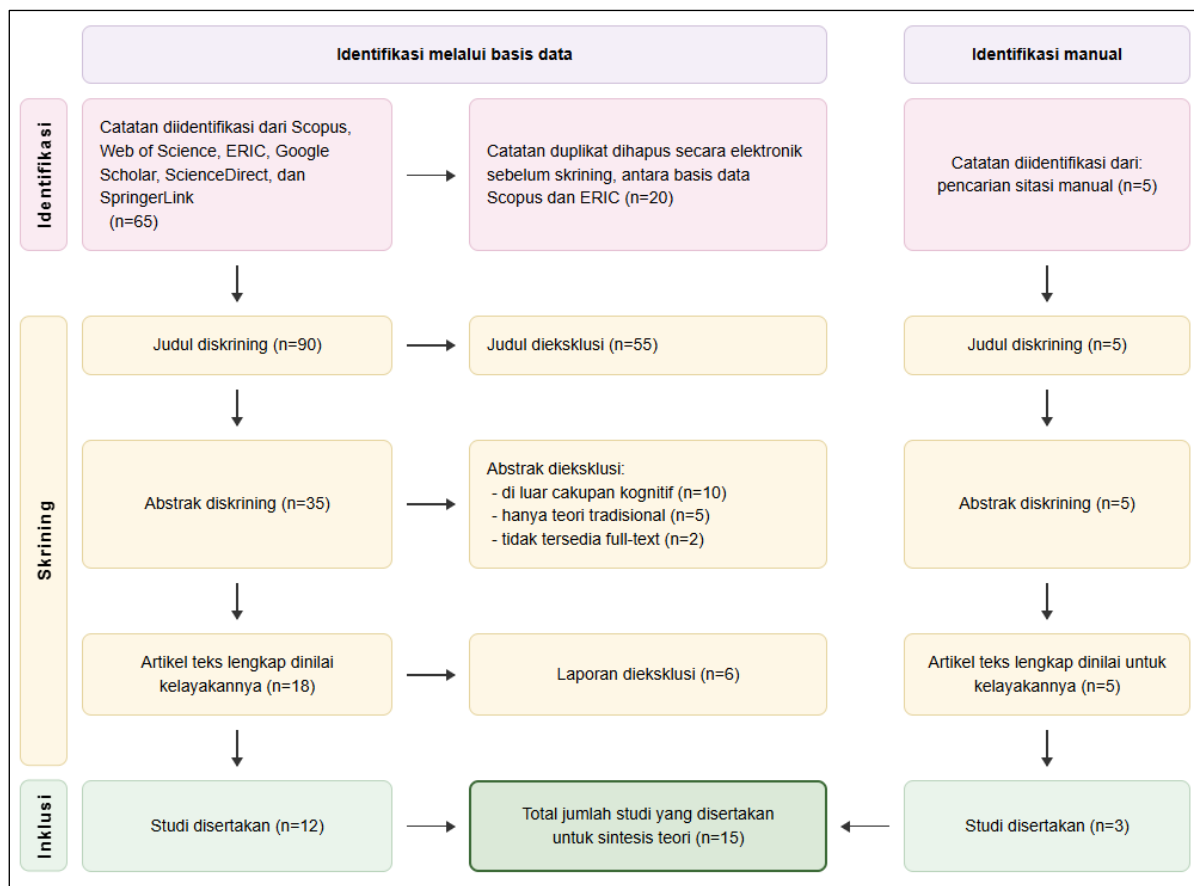 Identifikasi melalui basis data
Identifikasi manual
Identifikasi
Catatan diidentifikasi dari Scopus,
Web of Science, ERIC, Google
Scholar, ScienceDirect, dan
SpringerLink
(n=65)
Catatan duplikat dihapus secara elektronik
sebelum skrining, antara basis data
Scopus dan ERIC (n=20)
Catatan diidentifikasi dari:
pencarian sitasi manual (n=5)
Skrining
Judul diskrining (n=90)
Judul dieksklusi (n=55)
Judul diskrining (n=5)
Abstrak diskrining (n=35)
Abstrak dieksklusi:
- di luar cakupan kognitif (n=10)
- hanya teori tradisional (n=5)
- tidak tersedia full-text (n=2)
Abstrak diskrining (n=5)
Artikel teks lengkap dinilai
kelayakannya (n=18)
Laporan dieksklusi (n=6)
Artikel teks lengkap dinilai untuk
kelayakannya (n=5)
Inklusi
Studi disertakan (n=12)
Total jumlah studi yang disertakan
untuk sintesis teori (n=15)
Studi disertakan (n=3)